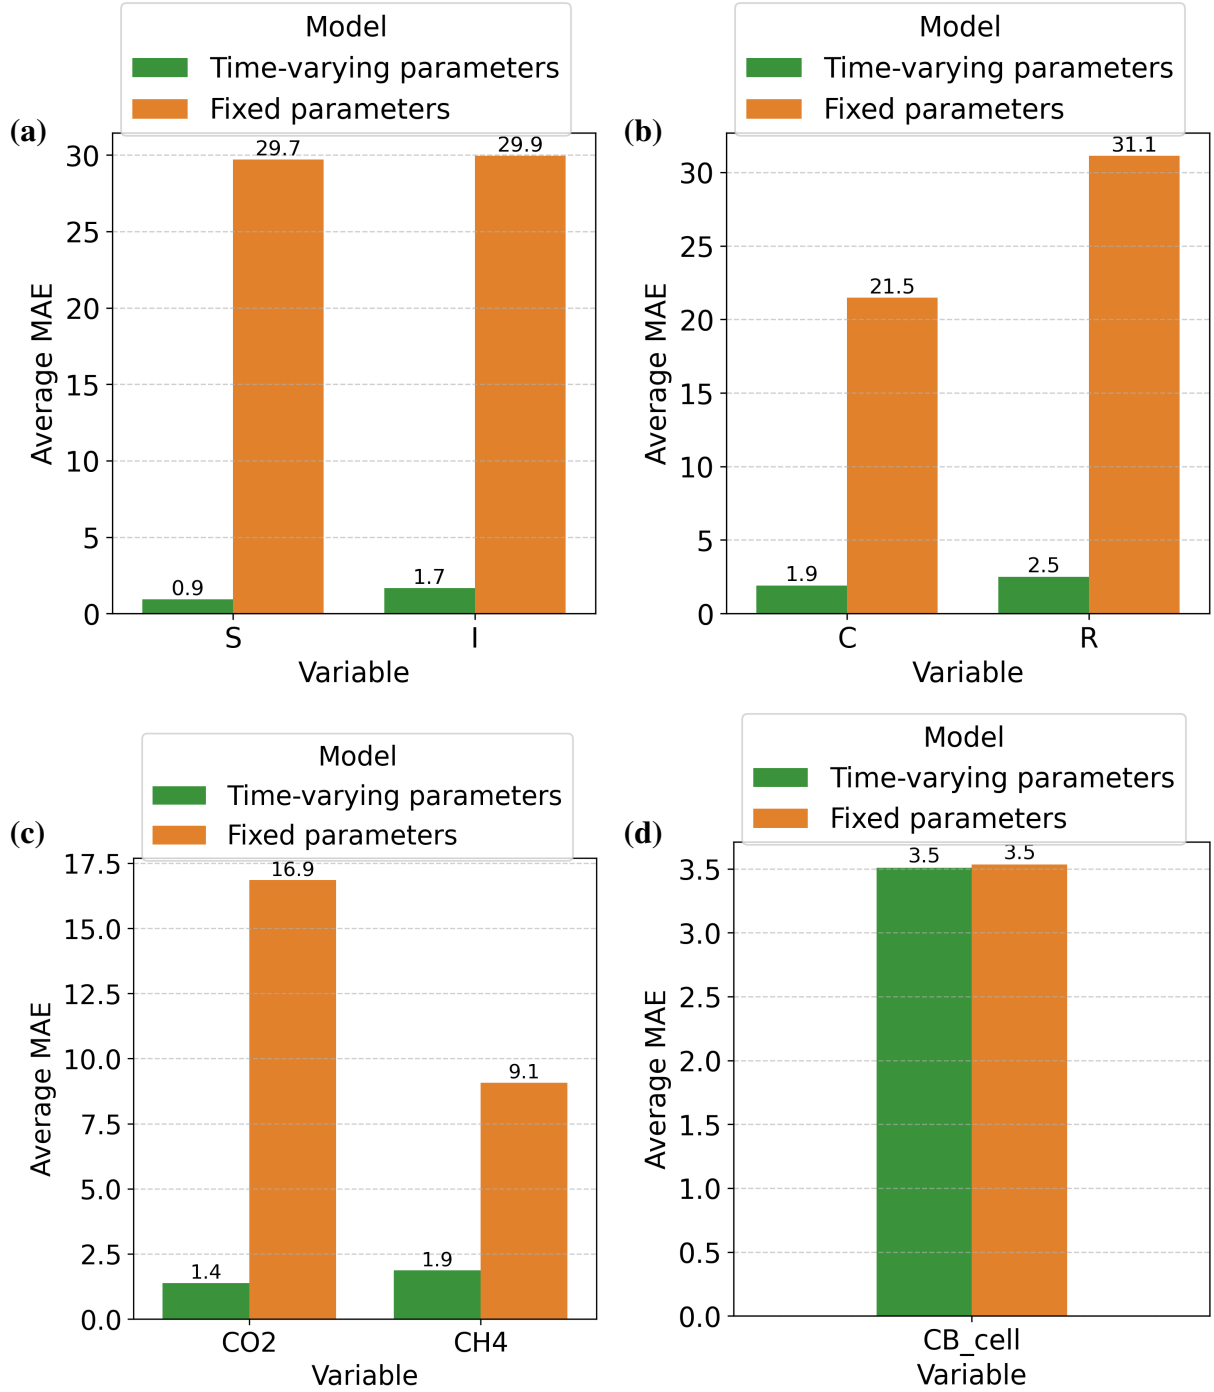 (a)
Model
Time-varying parameters
Fixed parameters
Average MAE
30
25
20
15
10
5
0
29.7
29.9
0.9
1.7
S
I
Variable
(b)
Model
Time-varying parameters
Fixed parameters
Average MAE
30
25
20
15
10
5
0
31.1
21.5
1.9
2.5
C
R
Variable
(c)
Model
Time-varying parameters
Fixed parameters
Average MAE
17.5
15.0
12.5
10.0
7.5
5.0
2.5
0.0
16.9
9.1
1.4
1.9
CO2
CH4
Variable
(d)
Model
Time-varying parameters
Fixed parameters
Average MAE
3.5
3.0
2.5
2.0
1.5
1.0
0.5
0.0
3.5
3.5
CB_cell
Variable